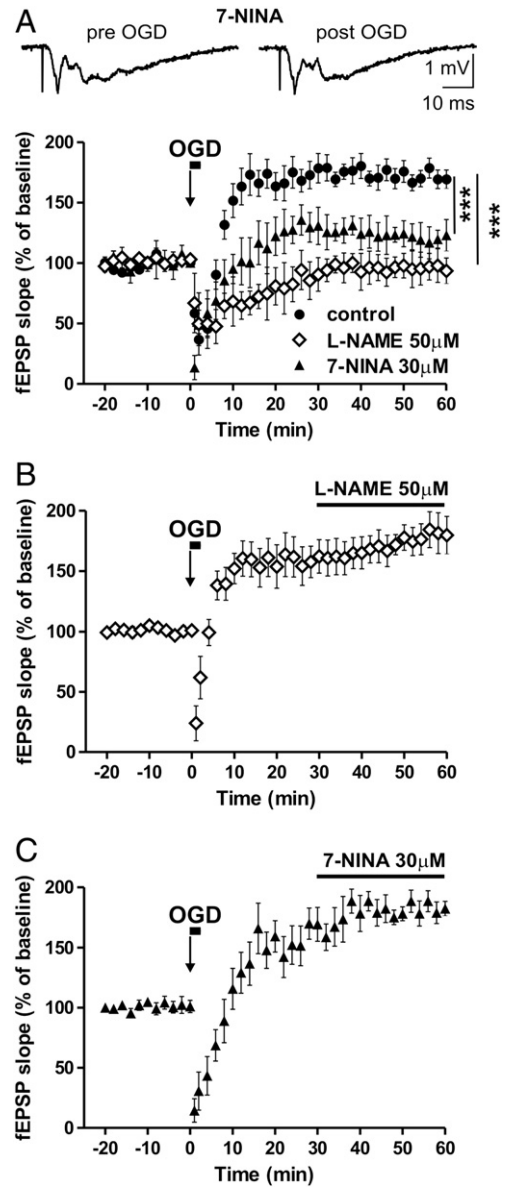 A
7-NINA
pre OGD
post OGD
1 mV
10 ms
fEPSP slope (% of baseline)
200
150
100
50
0
OGD
***
***
control
L-NAME 50μM
7-NINA 30μM
-20 -10 0 10 20 30 40 50 60
Time (min)
B
L-NAME 50μM
fEPSP slope (% of baseline)
200
150
100
50
0
OGD
-20 -10 0 10 20 30 40 50 60
Time (min)
C
7-NINA 30μM
fEPSP slope (% of baseline)
200
150
100
50
0
OGD
-20 -10 0 10 20 30 40 50 60
Time (min)